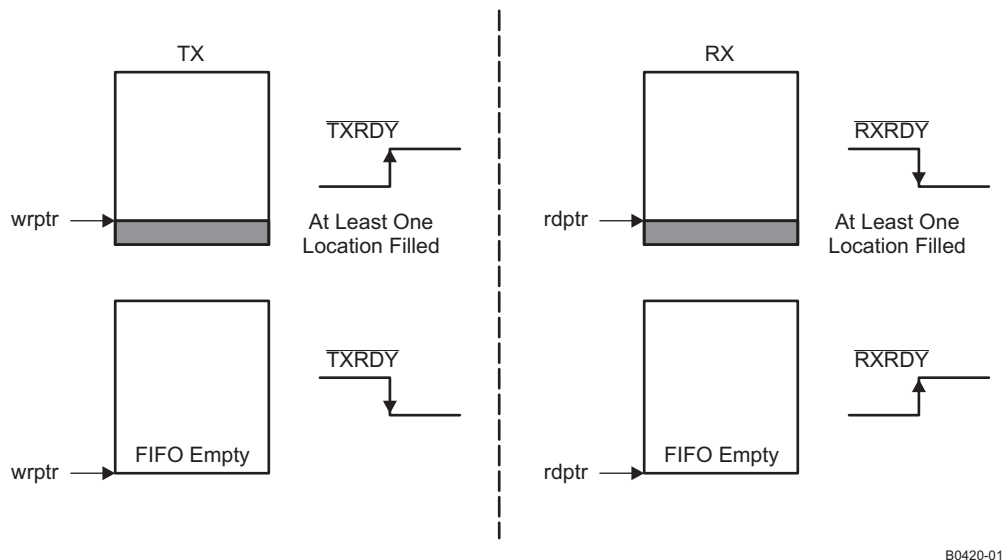 TX
TXRDY
wrptr
At Least One
Location Filled
TXRDY
wrptr
FIFO Empty
RX
RXRDY
rdptr
At Least One
Location Filled
RXRDY
rdptr
FIFO Empty
B0420-01